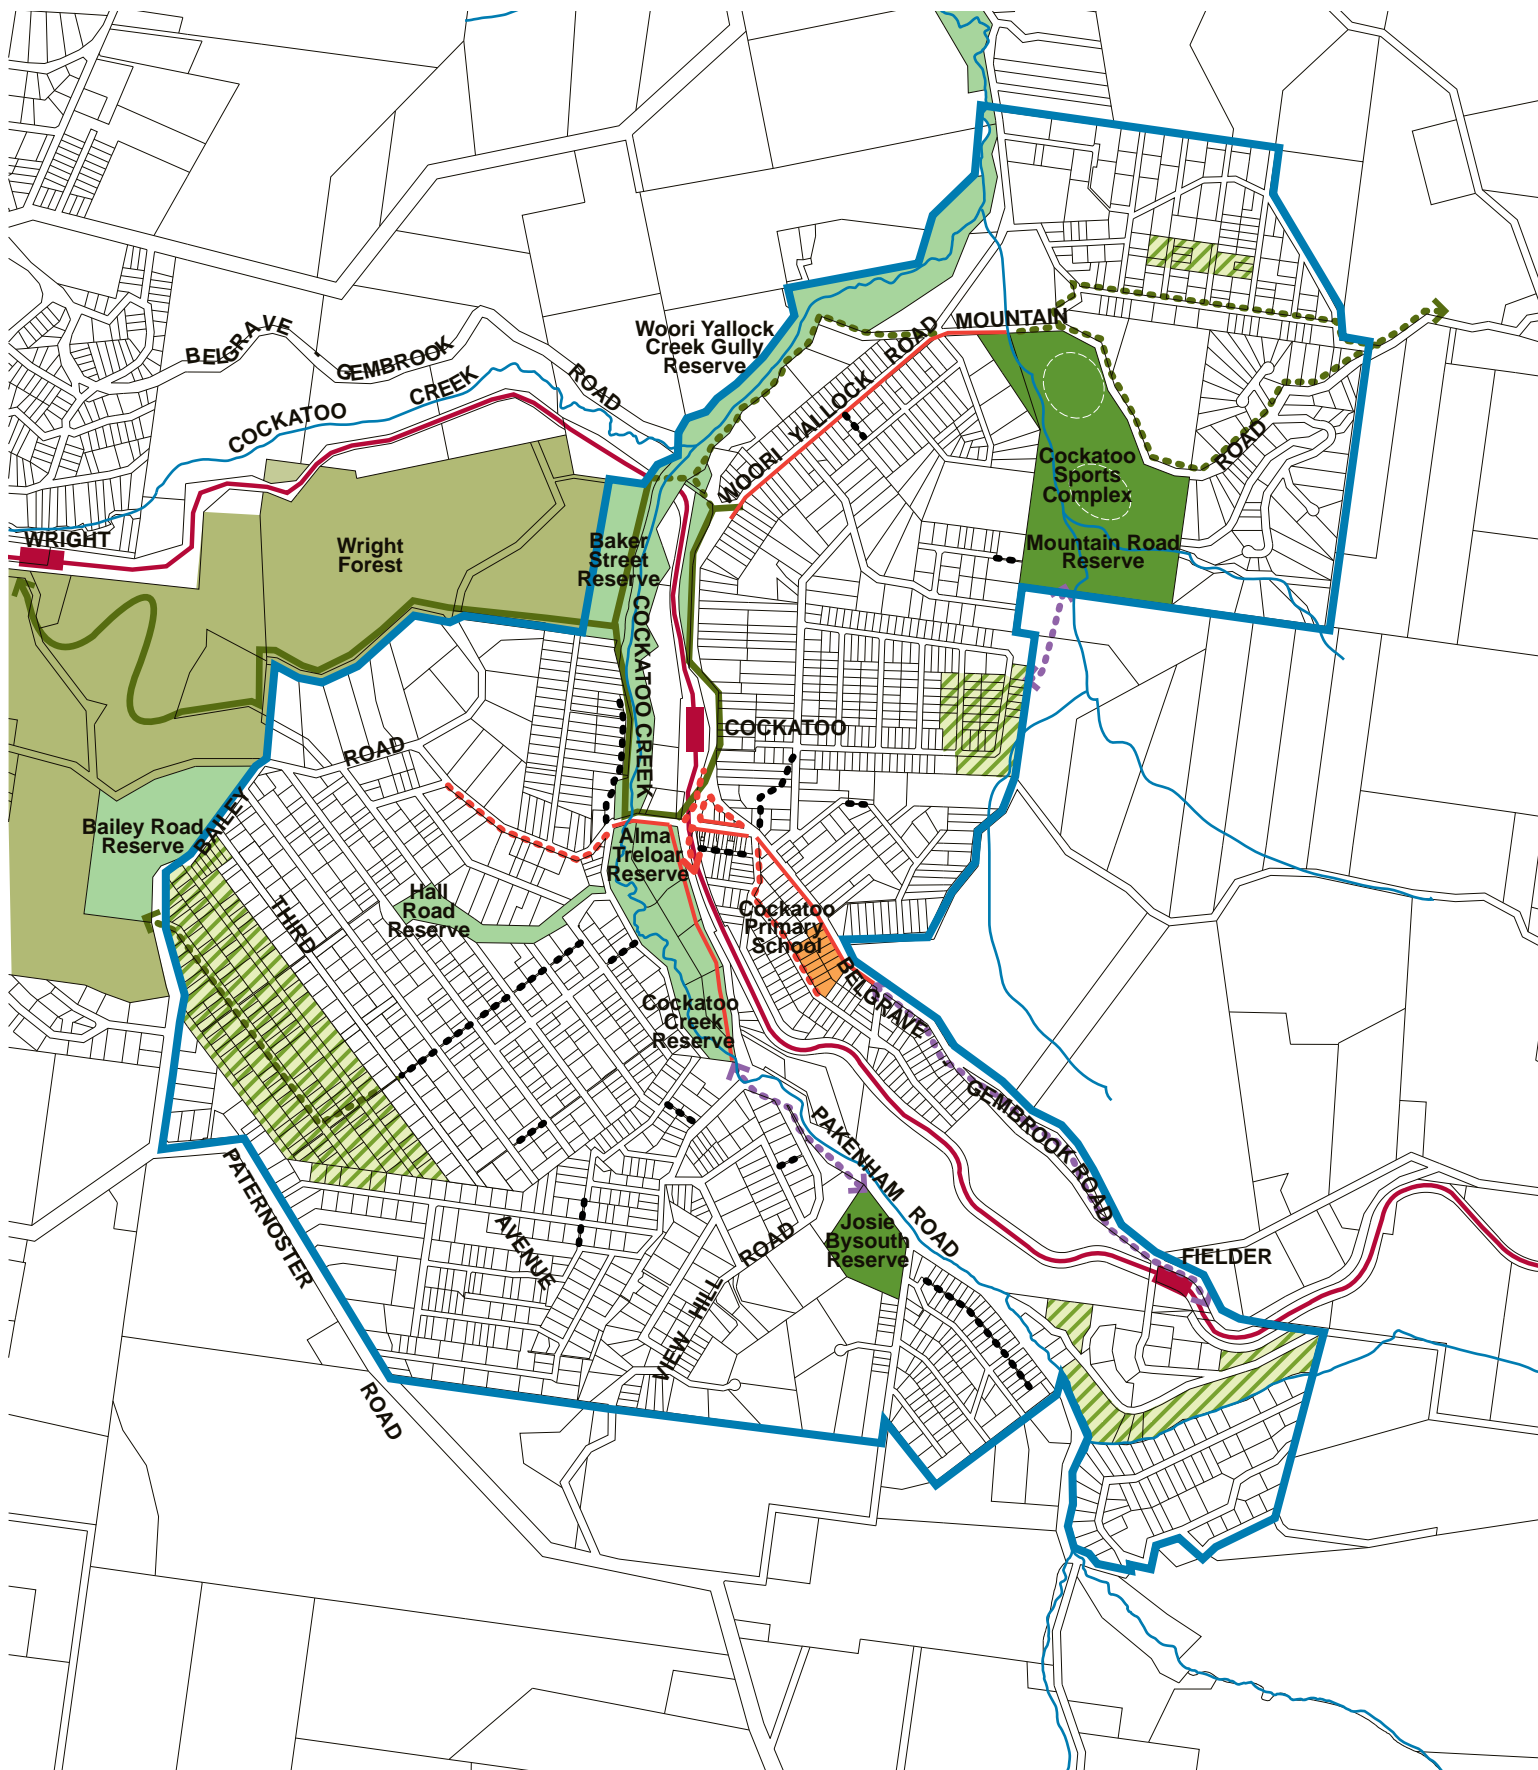 Woori Yallock
Creek Gully
Reserve
BELGRAVE
GEMBROOK
ROAD
COCKATOO
CREEK
WOORI YALLOCK
ROAD
MOUNTAIN
ROAD
Cockatoo
Sports
Complex
Mountain Road
Reserve
WRIGHT
Wright
Forest
Baker
Street
Reserve
COCKATOO CREEK
COCKATOO
BAILEY
ROAD
Bailey Road
Reserve
Alma
Treloar
Reserve
Hall
Road
Reserve
THIRD
AVENUE
Cockatoo
Primary
School
Cockatoo
Creek
Reserve
BELGRAVE
GEMBROOK ROAD
PAKENHAM
ROAD
PATERNOSTER
ROAD
VIEW HILL
ROAD
Josie
Bysouth
Reserve
FIELDER